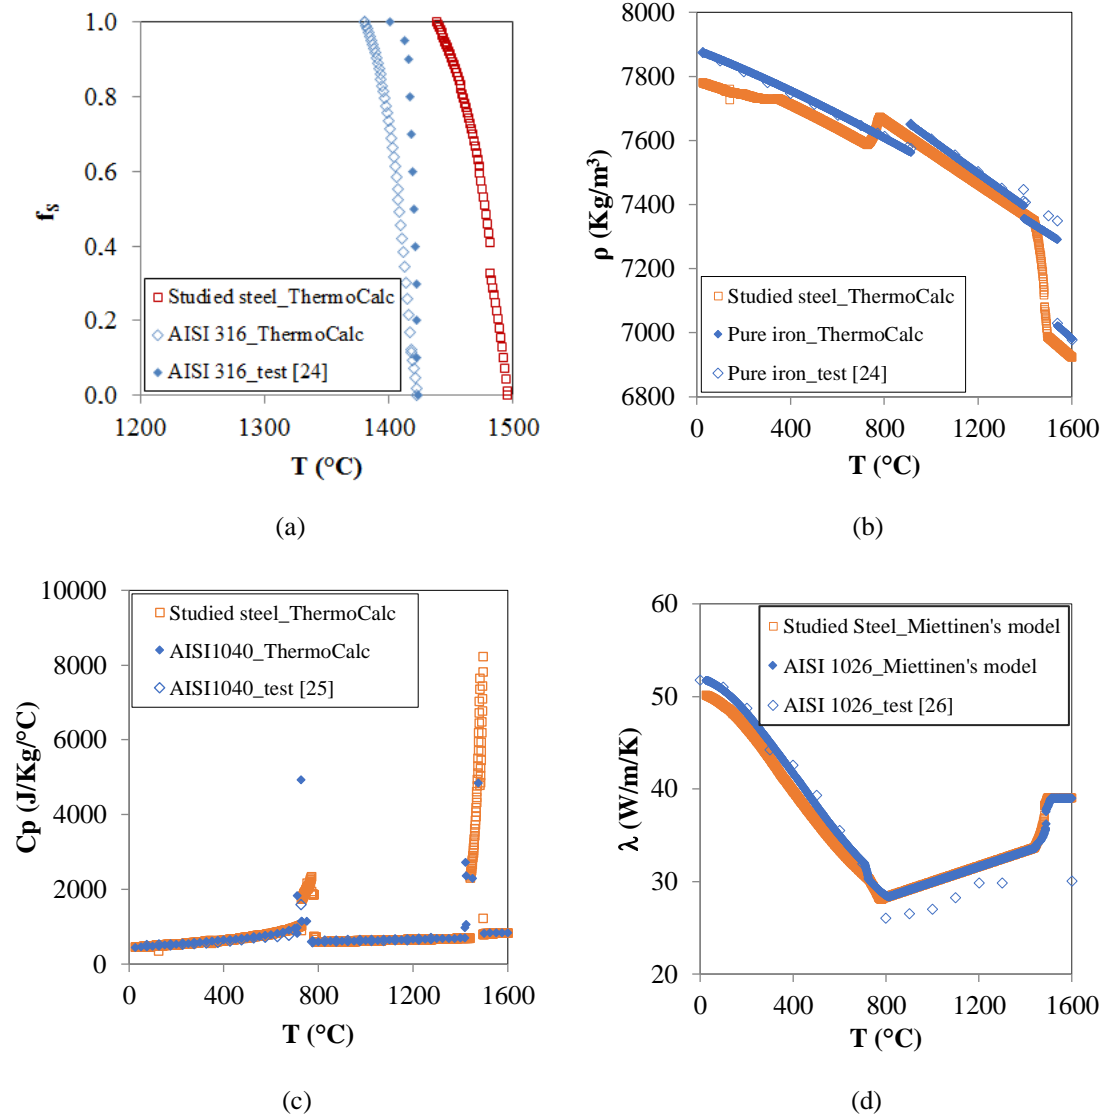 1.0
0.8
0.6
0.4
0.2
0.0
fS
Studied steel_ThermoCalc
AISI 316_ThermoCalc
AISI 316_test [24]
1200
1300
1400
1500
T (°C)
(a)
8000
7800
7600
7400
7200
7000
6800
ρ (Kg/m³)
Studied steel_ThermoCalc
Pure iron_ThermoCalc
Pure iron_test [24]
0
400
800
1200
1600
T (°C)
(b)
10000
8000
6000
4000
2000
0
Cp (J/Kg/°C)
Studied steel_ThermoCalc
AISI1040_ThermoCalc
AISI1040_test [25]
0
400
800
1200
1600
T (°C)
(c)
60
50
40
30
20
λ (W/m/K)
Studied Steel_Miettinen's model
AISI 1026_Miettinen's model
AISI 1026_test [26]
0
400
800
1200
1600
T (°C)
(d)